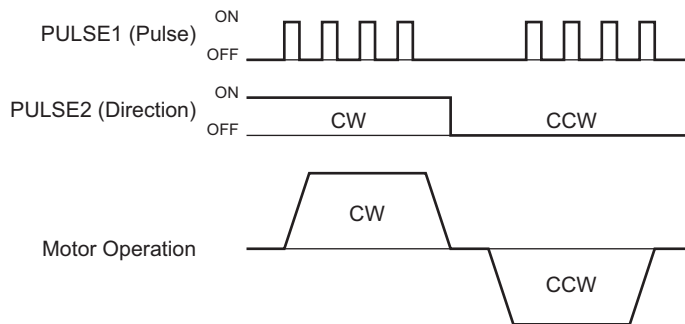 ON
PULSE1 (Pulse)
OFF
ON
PULSE2 (Direction)
OFF
CW
CCW
CW
Motor Operation
CCW